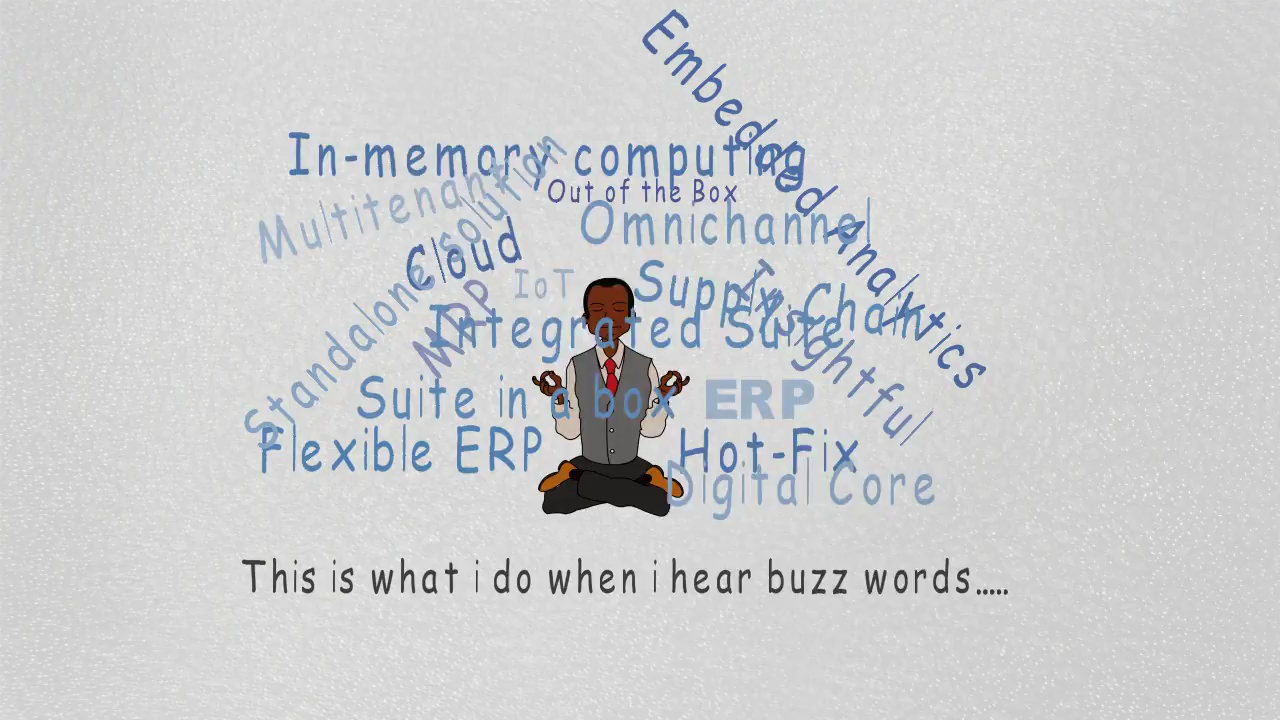 Embedded Analytics
In-memory computing
Out of the Box
Multitenant
Omnichannel
Cloud
Standalone solution
IoT
Supply Chain
MRP
Integrated Suite
Insightful
Suite in a box
ERP
Flexible ERP
Hot-Fix
Digital Core
This is what i do when i hear buzz words.....